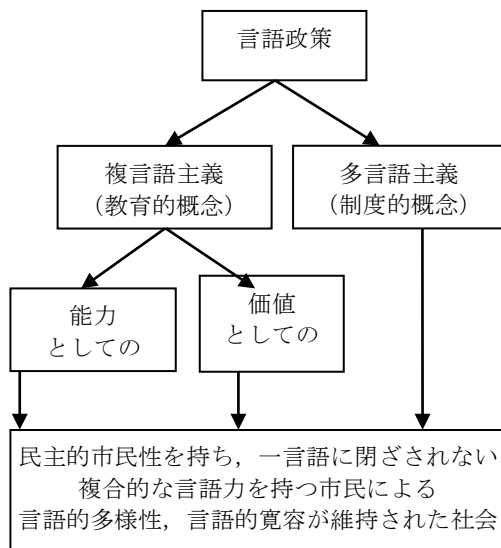 言語政策
複言語主義
（教育的概念）
多言語主義
（制度的概念）
能力
としての
価値
としての
民主的市民性を持ち，一言語に閉ざされない
複合的な言語力を持つ市民による
言語的多様性，言語的寛容が維持された社会